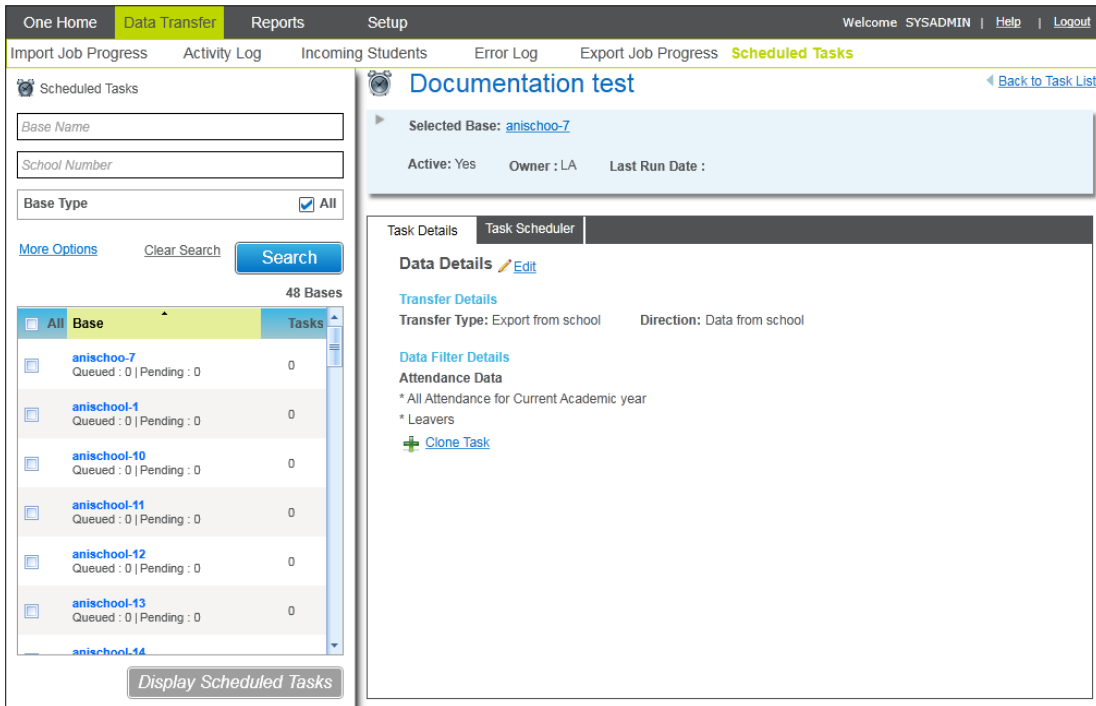 One Home Data Transfer Reports Setup Welcome SYSADMIN | Help | Logout
Import Job Progress Activity Log Incoming Students Error Log Export Job Progress Scheduled Tasks
Scheduled Tasks
Base Name
School Number
Base Type All
More Options Clear Search Search
48 Bases
All Base Tasks
anischoo-7
Queued : 0 | Pending : 0 0
anischool-1
Queued : 0 | Pending : 0 0
anischool-10
Queued : 0 | Pending : 0 0
anischool-11
Queued : 0 | Pending : 0 0
anischool-12
Queued : 0 | Pending : 0 0
anischool-13
Queued : 0 | Pending : 0 0
anischool-14
Display Scheduled Tasks
Documentation test Back to Task List
Selected Base: anischoo-7
Active: Yes Owner : LA Last Run Date :
Task Details Task Scheduler
Data Details Edit
Transfer Details
Transfer Type: Export from school Direction: Data from school
Data Filter Details
Attendance Data
* All Attendance for Current Academic year
* Leavers
Clone Task